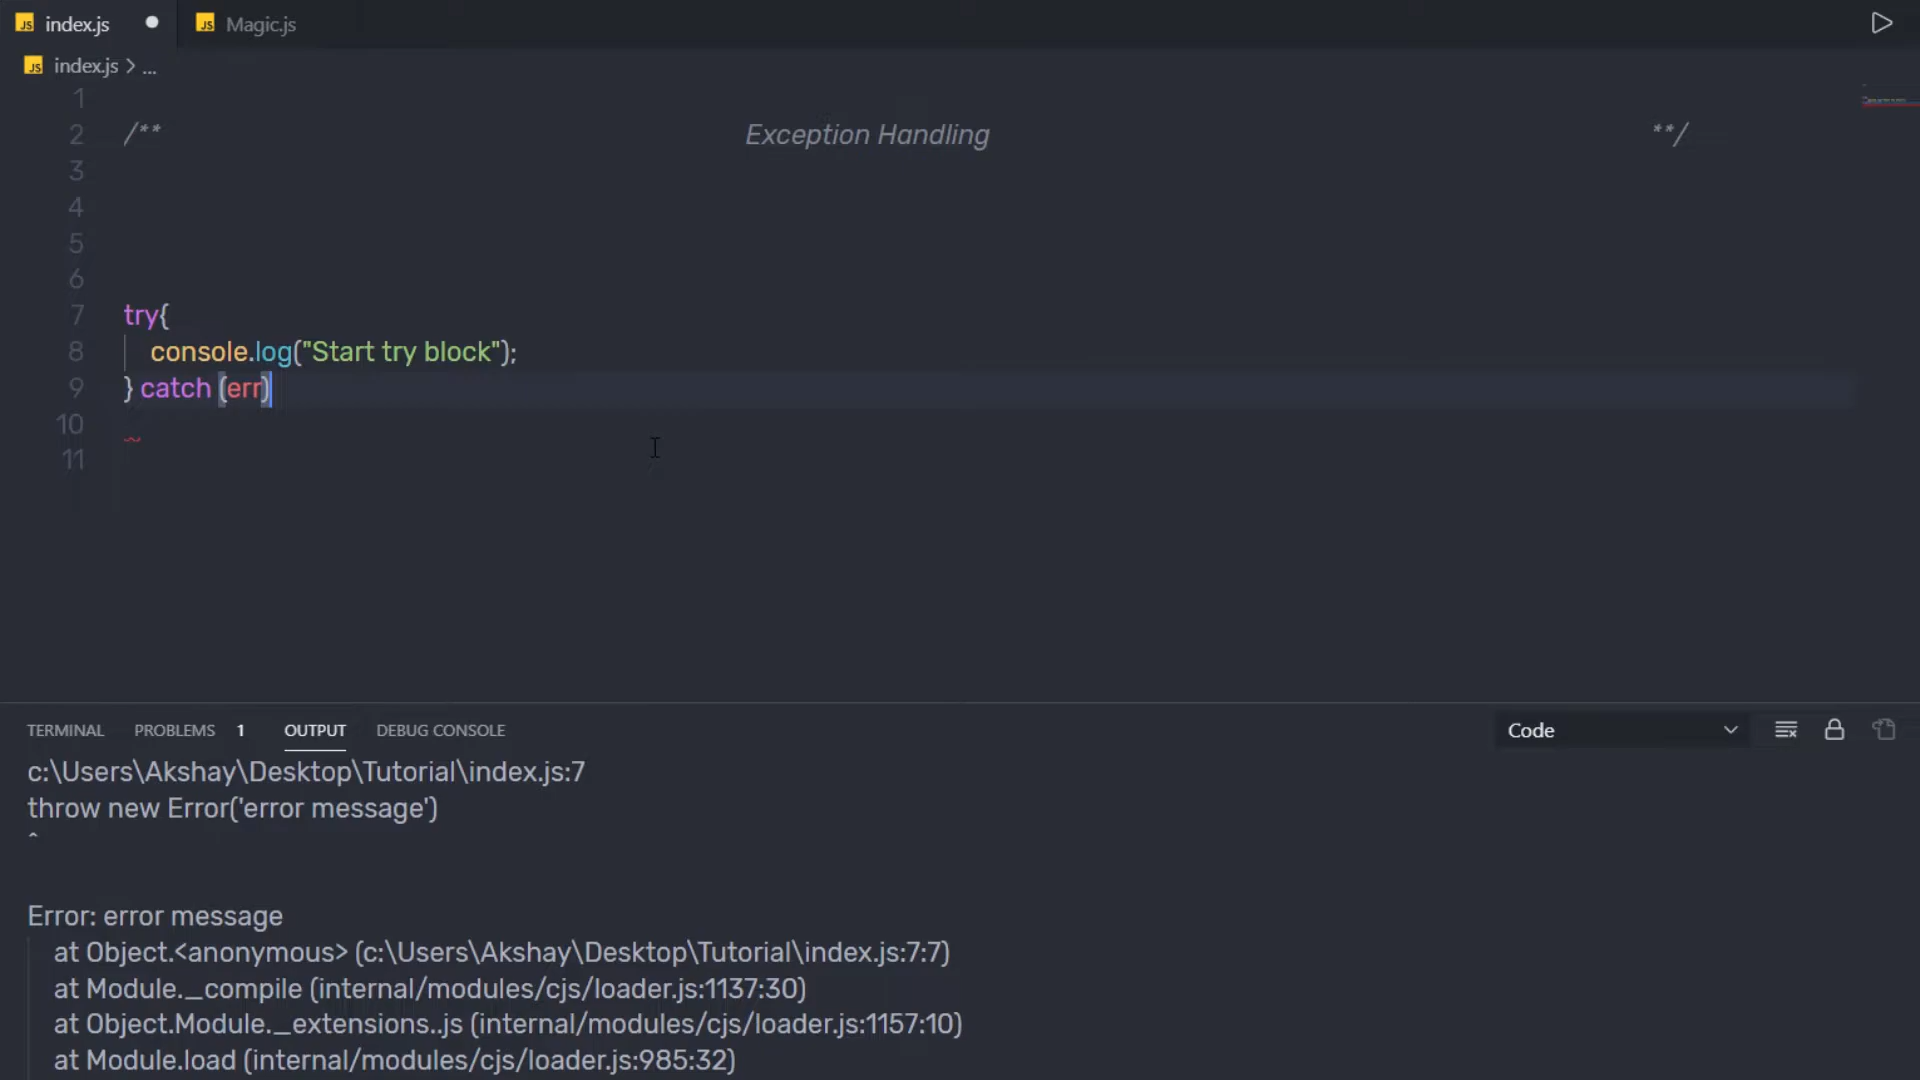 JS index.js ● JS Magic.js
JS index.js > ...
1
2 /** Exception Handling **/
3
4
5
6
7 try{
8 console.log("Start try block");
9 } catch (err)
10
11
TERMINAL PROBLEMS 1 OUTPUT DEBUG CONSOLE Code
c:\Users\Akshay\Desktop\Tutorial\index.js:7
throw new Error('error message')
^
Error: error message
at Object.<anonymous> (c:\Users\Akshay\Desktop\Tutorial\index.js:7:7)
at Module._compile (internal/modules/cjs/loader.js:1137:30)
at Object.Module._extensions..js (internal/modules/cjs/loader.js:1157:10)
at Module.load (internal/modules/cjs/loader.js:985:32)